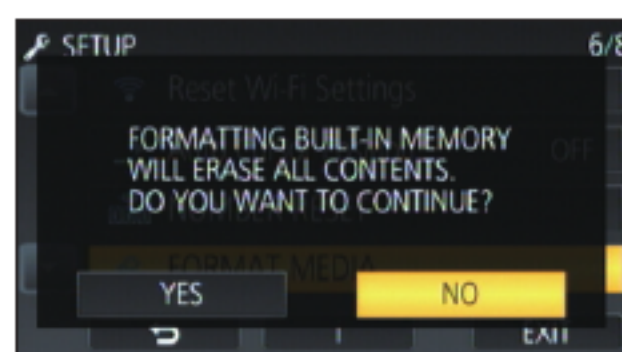 SETUP 6/8
Reset Wi-Fi Settings
FORMATTING BUILT-IN MEMORY
OFF
WILL ERASE ALL CONTENTS.
DO YOU WANT TO CONTINUE?
FORMAT MEDIA
YES NO
EXIT